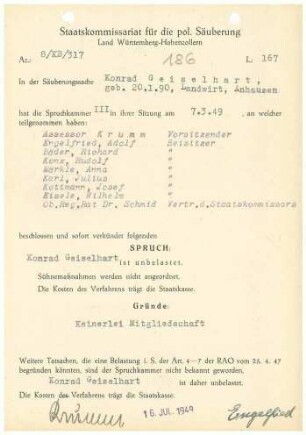 Staatskommissariat für die pol. Säuberung
Land Württemberg-Hohenzollern
Az.: 8/KB/317 186 L 167
In der Säuberungssache Konrad Geiselhart,
geb. 20.1.90, Landwirt, Anhausen
hat die Spruchkammer III in ihrer Sitzung am 7.3.49, an welcher
teilgenommen haben:
Assessor Krumm Vorsitzender
Engelfried, Adolf Beisitzer
Bader, Richard "
Kenz, Rudolf "
Märkle, Anna "
Karl, Julius "
Kottmann, Josef "
Eisele, Wilhelm "
Ob.Reg.Rat Dr. Schmid Vertr.d.Staatskommissars
beschlossen und sofort verkündet folgenden
SPRUCH:
Konrad Geiselhart
ist unbelastet.
Sühnemaßnahmen werden nicht angeordnet.
Die Kosten des Verfahrens trägt die Staatskasse.
Gründe:
Keinerlei Mitgliedschaft
Weitere Tatsachen, die eine Belastung i. S. der Art. 4—7 der RAO vom 25. 4. 47
begründen könnten, sind der Spruchkammer nicht bekannt geworden.
Konrad Geiselhart ist daher unbelastet.
Die Kosten des Verfahrens trägt die Staatskasse.
Krumm 16. JUL. 1949 Engelfried